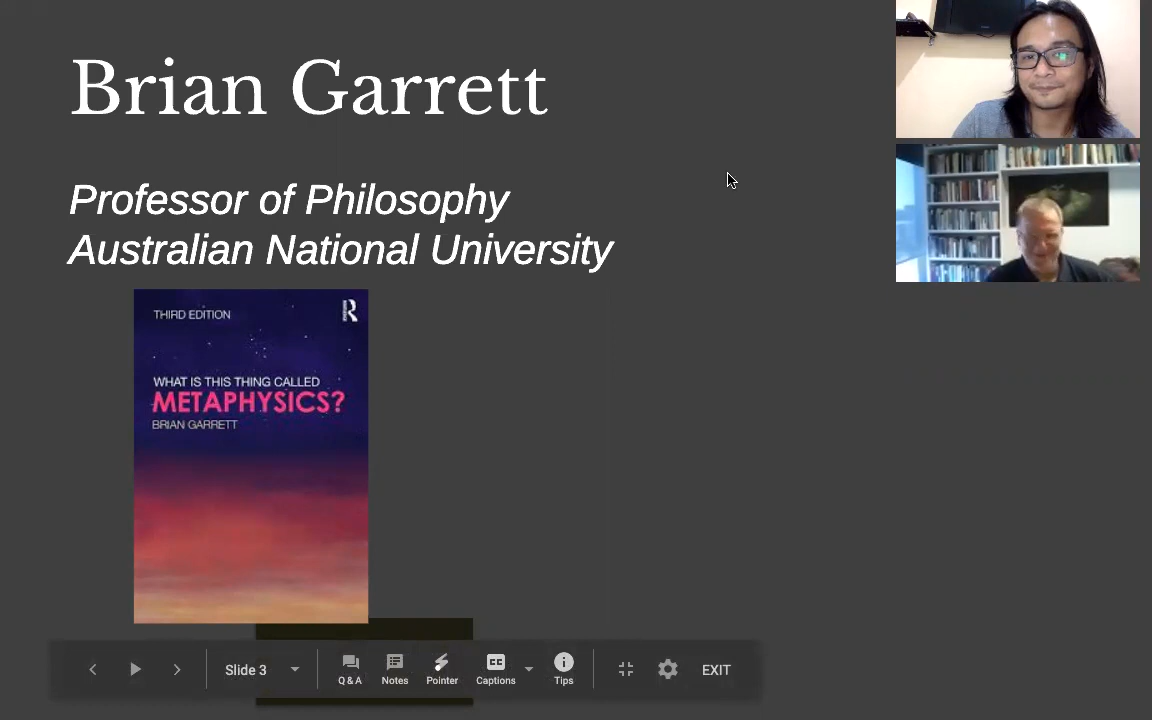 Brian Garrett
Professor of Philosophy
Australian National University
THIRD EDITION
R
WHAT IS THIS THING CALLED
METAPHYSICS?
BRIAN GARRETT
Slide 3
Q & A
Notes
Pointer
CC
Captions
Tips
EXIT